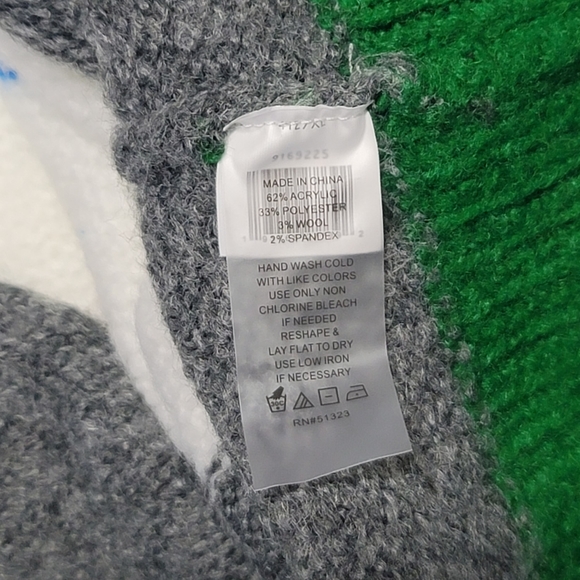 9169225
MADE IN CHINA
62% ACRYLIC
33% POLYESTER
3% WOOL
2% SPANDEX
HAND WASH COLD
WITH LIKE COLORS
USE ONLY NON
CHLORINE BLEACH
IF NEEDED
RESHAPE &
LAY FLAT TO DRY
USE LOW IRON
IF NECESSARY
RN#51323